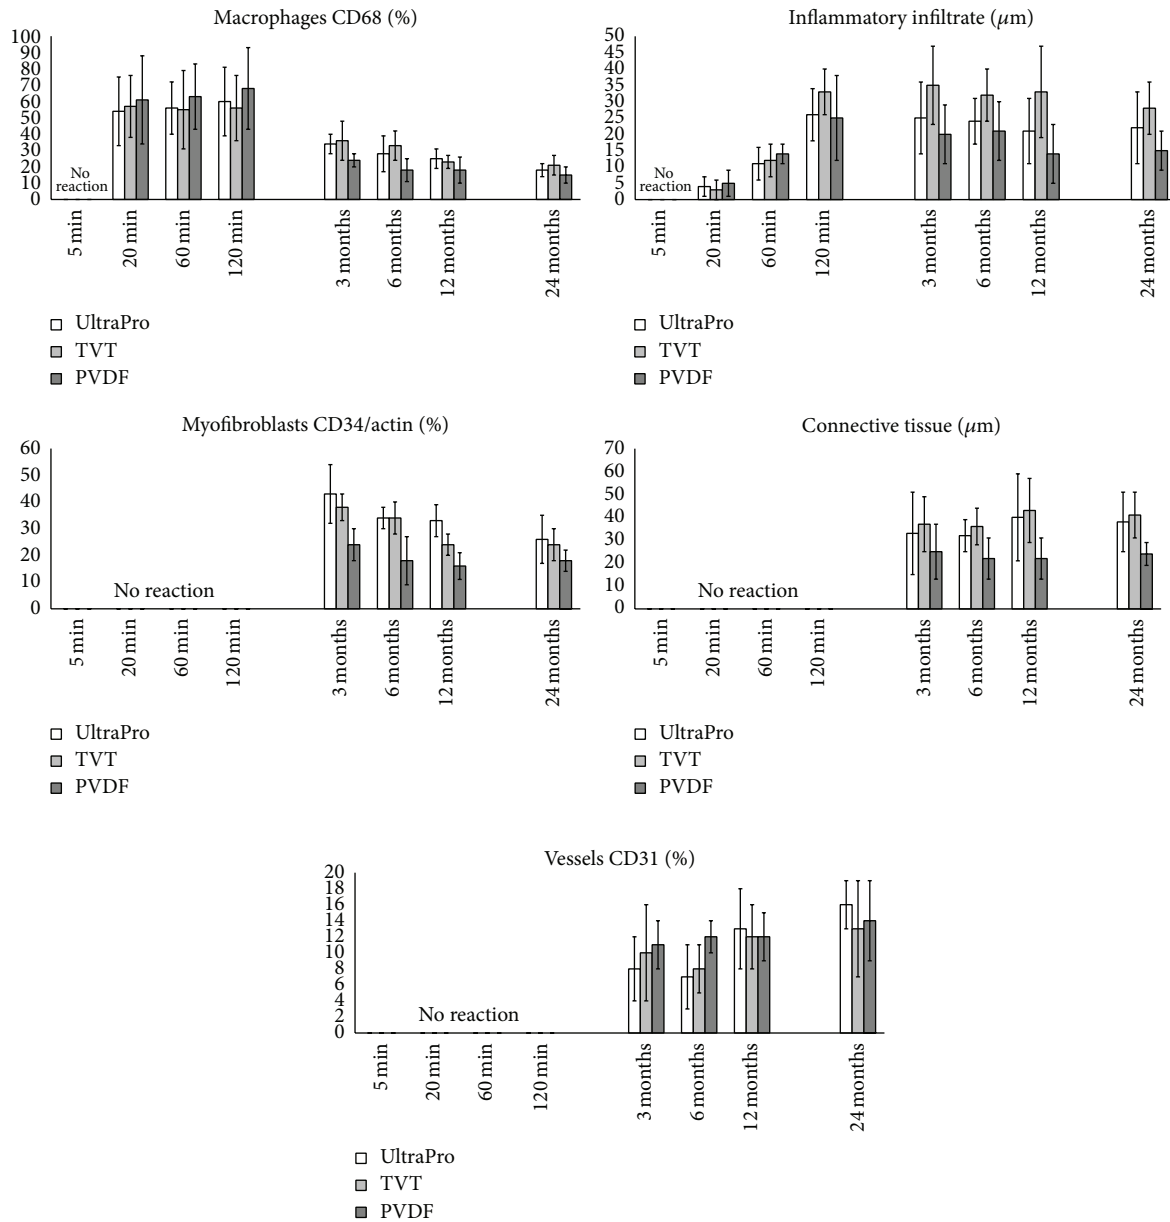 Macrophages CD68 (%)
100
90
80
70
60
50
40
30
20
10
0
No
reaction
5 min
20 min
60 min
120 min
3 months
6 months
12 months
24 months
UltraPro
TVT
PVDF
Inflammatory infiltrate (μm)
50
45
40
35
30
25
20
15
10
5
0
No
reaction
5 min
20 min
60 min
120 min
3 months
6 months
12 months
24 months
UltraPro
TVT
PVDF
Myofibroblasts CD34/actin (%)
60
50
40
30
20
10
0
No reaction
5 min
20 min
60 min
120 min
3 months
6 months
12 months
24 months
UltraPro
TVT
PVDF
Connective tissue (μm)
70
60
50
40
30
20
10
0
No reaction
5 min
20 min
60 min
120 min
3 months
6 months
12 months
24 months
UltraPro
TVT
PVDF
Vessels CD31 (%)
20
18
16
14
12
10
8
6
4
2
0
No reaction
5 min
20 min
60 min
120 min
3 months
6 months
12 months
24 months
UltraPro
TVT
PVDF